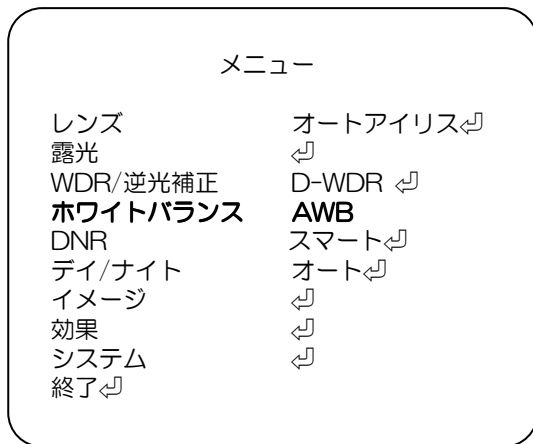 メニュー
レンズ オートアイリス⏎
露光 ⏎
WDR/逆光補正 D-WDR ⏎
ホワイトバランス AWB
DNR スマート⏎
デイ/ナイト オート⏎
イメージ ⏎
効果 ⏎
システム ⏎
終了⏎